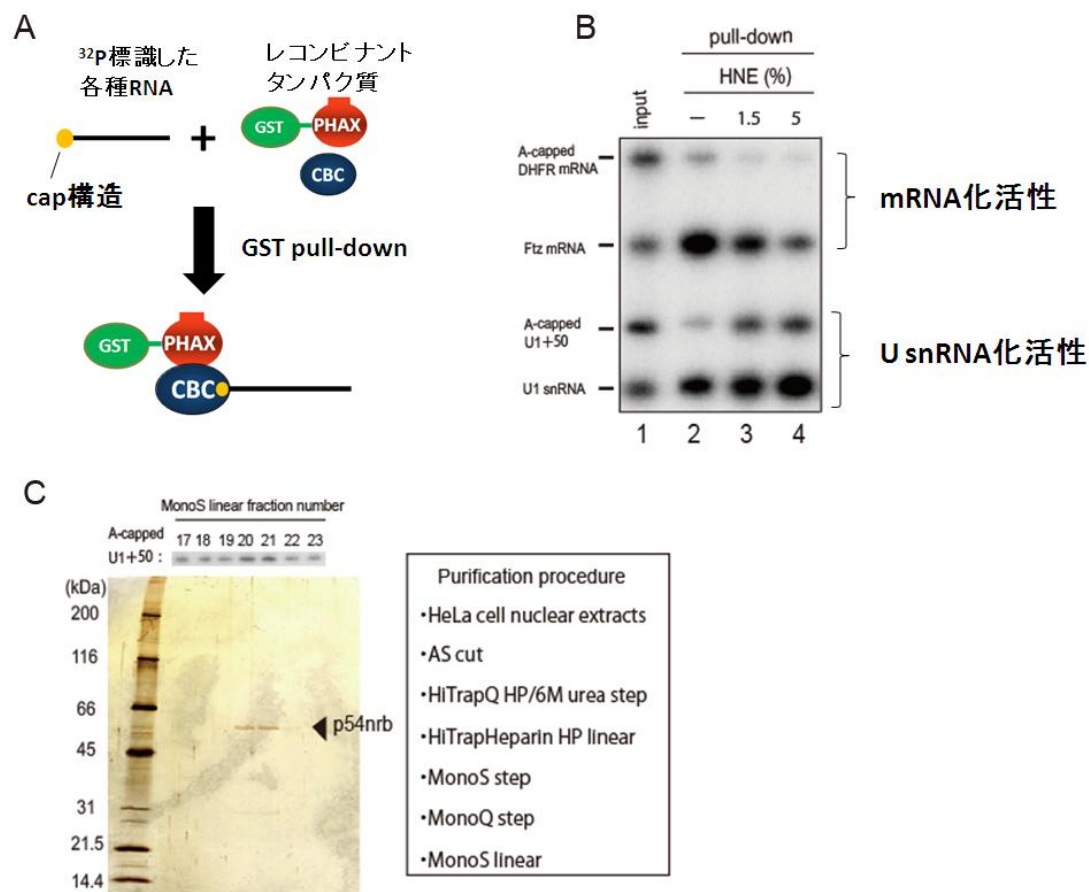 A
³²P標識した
各種RNA
レコンビナント
タンパク質
GST
PHAX
CBC
cap構造
GST pull-down
GST
PHAX
CBC
B
pull-down
HNE (%)
input
－
1.5
5
A-capped
DHFR mRNA
Ftz mRNA
A-capped
U1+50
U1 snRNA
1 2 3 4
mRNA化活性
U snRNA化活性
C
MonoS linear fraction number
A-capped
U1+50 :
17 18 19 20 21 22 23
(kDa)
200
116
66
45
31
21.5
14.4
p54nrb
Purification procedure
・HeLa cell nuclear extracts
・AS cut
・HiTrapQ HP/6M urea step
・HiTrapHeparin HP linear
・MonoS step
・MonoQ step
・MonoS linear